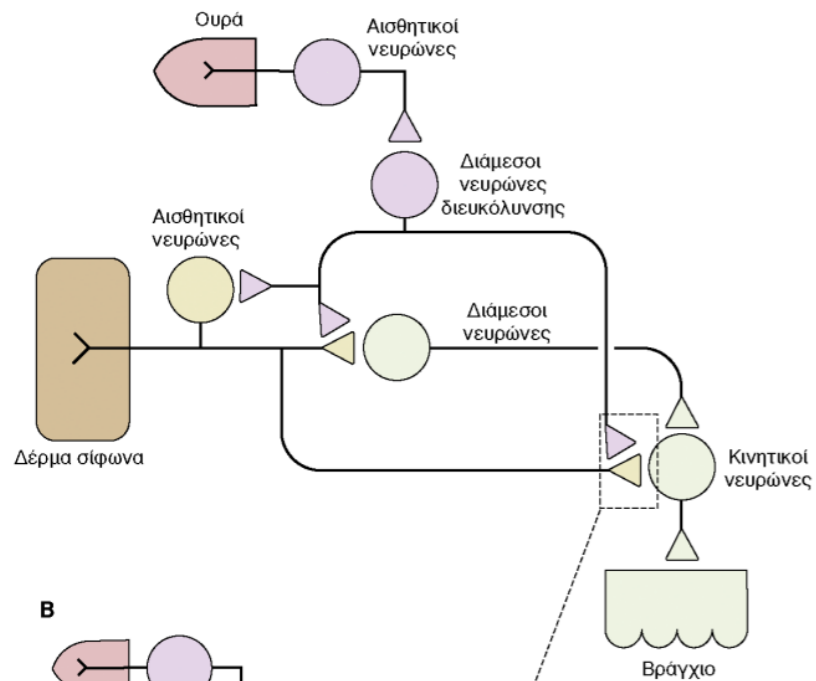 Ουρά
Αισθητικοί
νευρώνες
Διάμεσοι
νευρώνες
διευκόλυνσης
Αισθητικοί
νευρώνες
Διάμεσοι
νευρώνες
Δέρμα σίφωνα
Κινητικοί
νευρώνες
B
Βράγχιο